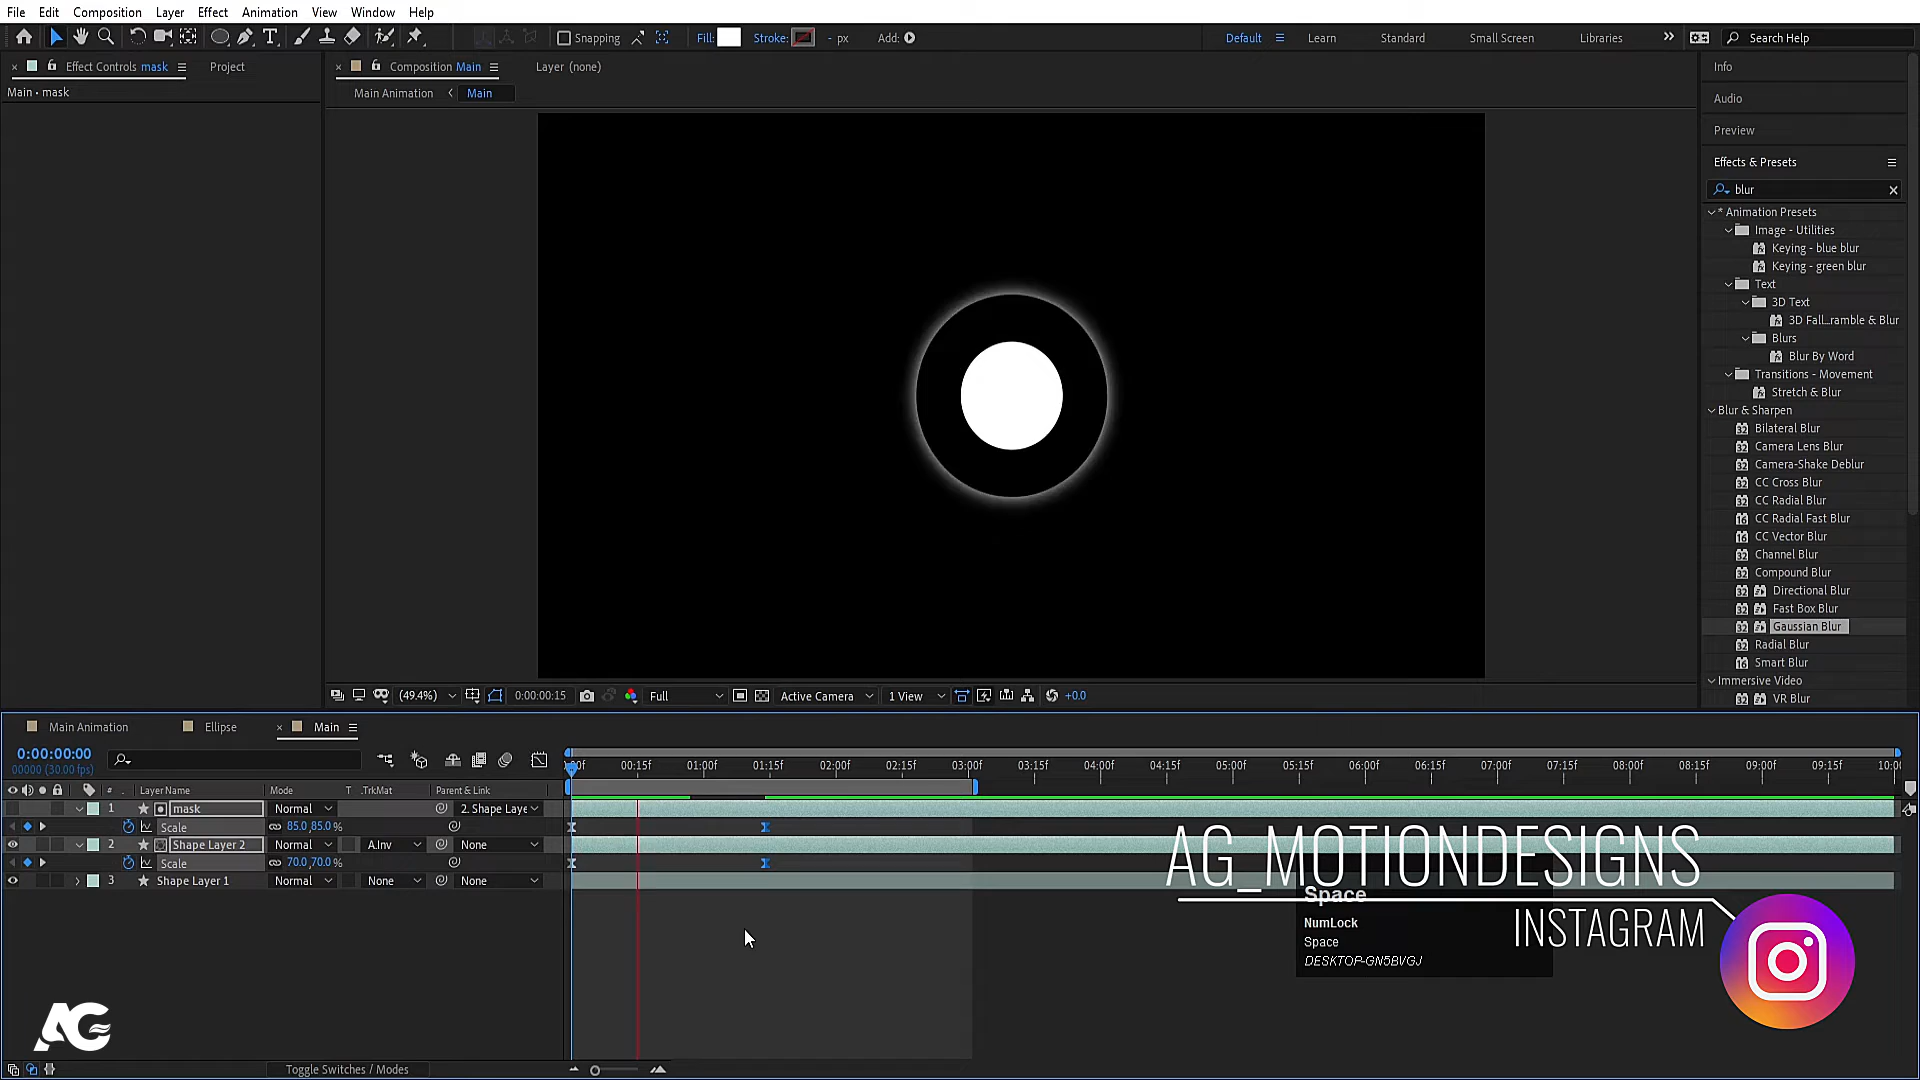 File Edit Composition Layer Effect Animation View Window Help
Snapping Fill: Stroke: - px Add: Default Learn Standard Small Screen Libraries Search Help
Effect Controls mask Project
Main • mask
Composition Main Layer (none)
Main Animation Main
Info
Audio
Preview
Effects & Presets
blur
* Animation Presets
Image - Utilities
Keying - blue blur
Keying - green blur
Text
3D Text
3D Fall...ramble & Blur
Blurs
Blur By Word
Transitions - Movement
Stretch & Blur
Blur & Sharpen
Bilateral Blur
Camera Lens Blur
Camera-Shake Deblur
CC Cross Blur
CC Radial Blur
CC Radial Fast Blur
CC Vector Blur
Channel Blur
Compound Blur
Directional Blur
Fast Box Blur
Gaussian Blur
Radial Blur
Smart Blur
Immersive Video
VR Blur
(49.4%) 0:00:00:15 Full Active Camera 1 View +0.0
Main Animation Ellipse Main
0:00:00:00
00000 (30.00 fps)
00:15f 01:00f 01:15f 02:00f 02:15f 03:00f 03:15f 04:00f 04:15f 05:00f 05:15f 06:00f 06:15f 07:00f 07:15f 08:00f 08:15f 09:00f 09:15f 10:00
# Layer Name Mode T .TrkMat Parent & Link
1 mask Normal 2. Shape Laye
Scale 85.0,85.0%
2 Shape Layer 2 Normal A.Inv None
Scale 70.0,70.0%
3 Shape Layer 1 Normal None None
AG_MOTIONDESIGNS
INSTAGRAM
Space
NumLock
Space
DESKTOP-GN5BVGJ
AG
Toggle Switches / Modes